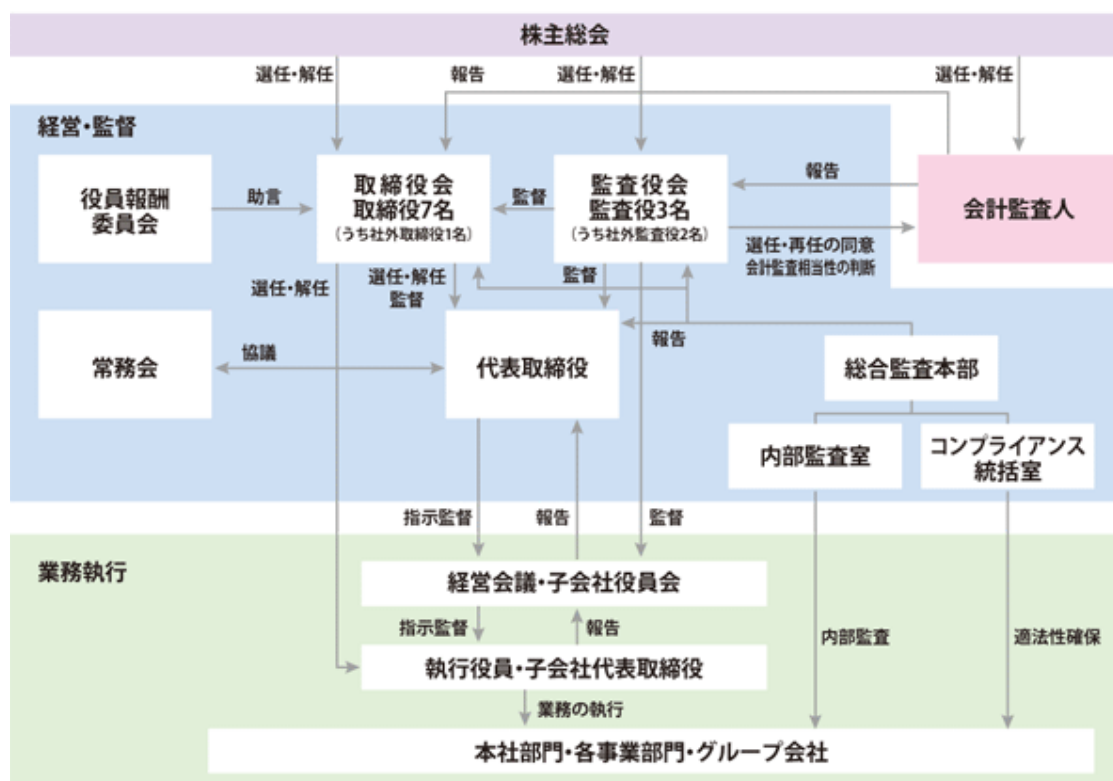 株主総会
選任・解任
報告
選任・解任
選任・解任
経営・監督
役員報酬
委員会
助言
取締役会
取締役7名
(うち社外取締役1名)
監督
監査役会
監査役3名
(うち社外監査役2名)
報告
会計監査人
選任・再任の同意
会計監査相当性の判断
選任・解任
選任・解任
監督
監督
報告
常務会
協議
代表取締役
総合監査本部
内部監査室
コンプライアンス
統括室
指示監督
報告
監督
業務執行
経営会議・子会社役員会
指示監督
報告
内部監査
適法性確保
執行役員・子会社代表取締役
業務の執行
本社部門・各事業部門・グループ会社